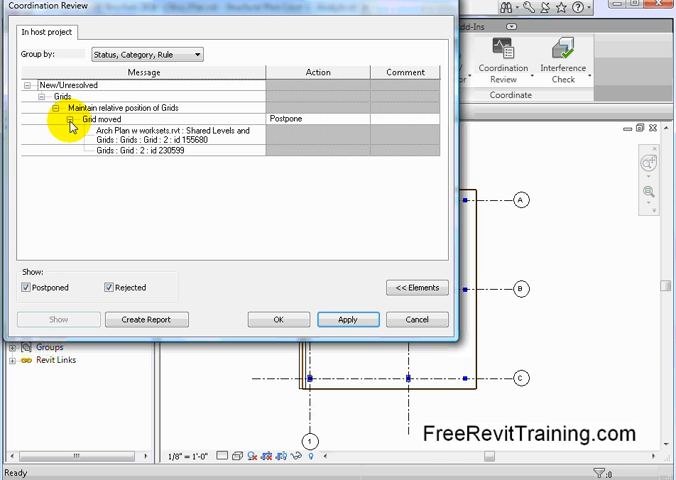 Coordination Review
In host project
Group by: Status, Category, Rule
Message Action Comment
New/Unresolved
Grids
Maintain relative position of Grids
Grid moved Postpone
Arch Plan w worksets.rvt : Shared Levels and
Grids : Grids : Grid : 2 : id 155680
Grids : Grid : 2 : id 230599
Show:
Postponed Rejected << Elements
Show Create Report OK Apply Cancel
Groups
Revit Links
dd-Ins
Coordination
Review
Interference
Check
Coordinate
A
B
C
1
FreeRevitTraining.com
1/8" = 1'-0"
Ready
:0